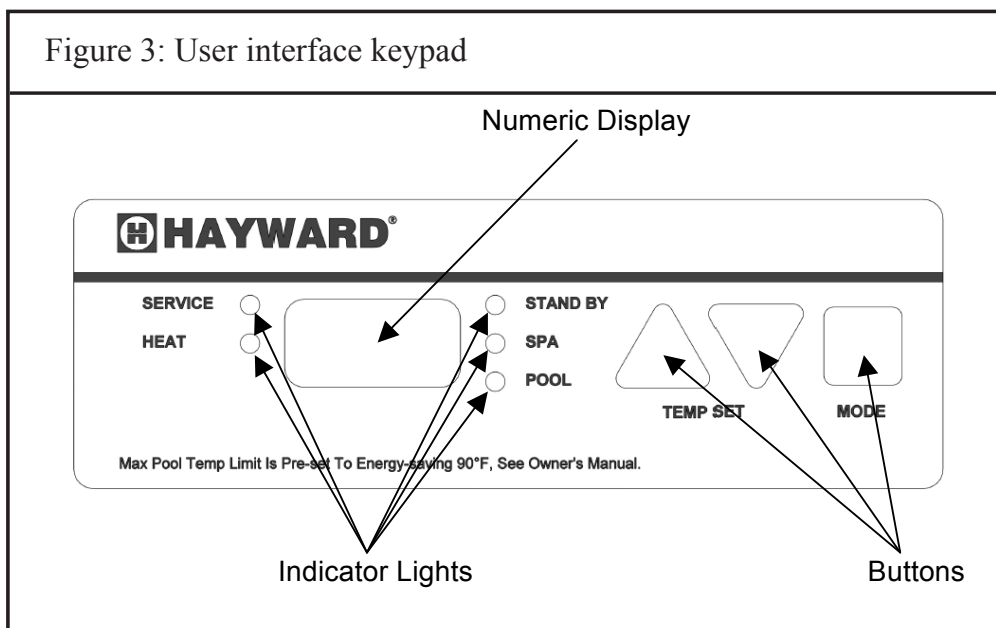 Figure 3: User interface keypad
Numeric Display
HAYWARD®
SERVICE
HEAT
STAND BY
SPA
POOL
TEMP SET
MODE
Max Pool Temp Limit Is Pre-set To Energy-saving 90°F, See Owner's Manual.
Indicator Lights
Buttons